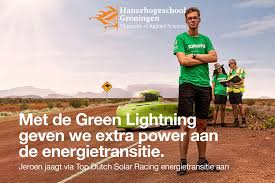 Hanzehogeschool
Groningen
University of Applied Sciences
Met de Green Lightning
geven we extra power aan
de energietransitie.
Jeroen jaagt via Top Dutch Solar Racing energietransitie aan